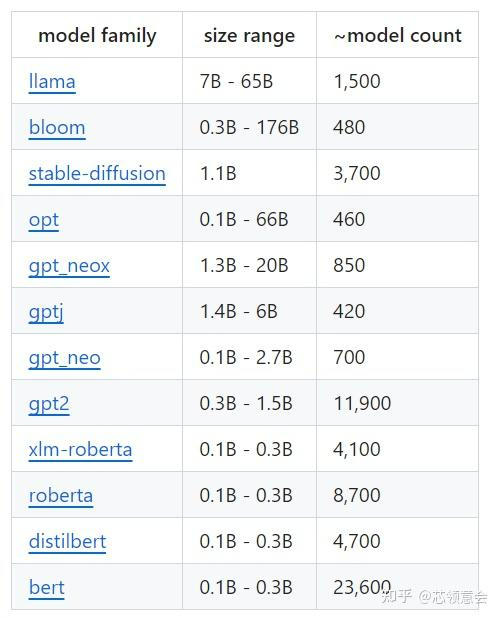 model family size range ~model count
llama 7B - 65B 1,500
bloom 0.3B - 176B 480
stable-diffusion 1.1B 3,700
opt 0.1B - 66B 460
gpt_neox 1.3B - 20B 850
gptj 1.4B - 6B 420
gpt_neo 0.1B - 2.7B 700
gpt2 0.3B - 1.5B 11,900
xlm-roberta 0.1B - 0.3B 4,100
roberta 0.1B - 0.3B 8,700
distilbert 0.1B - 0.3B 4,700
bert 0.1B - 0.3B 23,600
知乎 @芯领意会